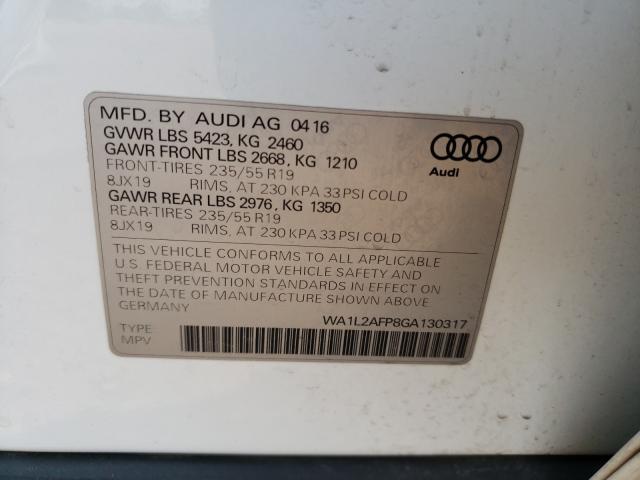 MFD. BY AUDI AG 04 16
GVWR LBS 5423, KG 2460
GAWR FRONT LBS 2668, KG 1210
FRONT-TIRES 235/55 R19
8JX19 RIMS, AT 230 KPA 33 PSI COLD
GAWR REAR LBS 2976, KG 1350
REAR-TIRES 235/55 R19
8JX19 RIMS, AT 230 KPA 33 PSI COLD
THIS VEHICLE CONFORMS TO ALL APPLICABLE
U.S. FEDERAL MOTOR VEHICLE SAFETY AND
THEFT PREVENTION STANDARDS IN EFFECT ON
THE DATE OF MANUFACTURE SHOWN ABOVE.
GERMANY
WA1L2AFP8GA130317
TYPE:
MPV
Audi